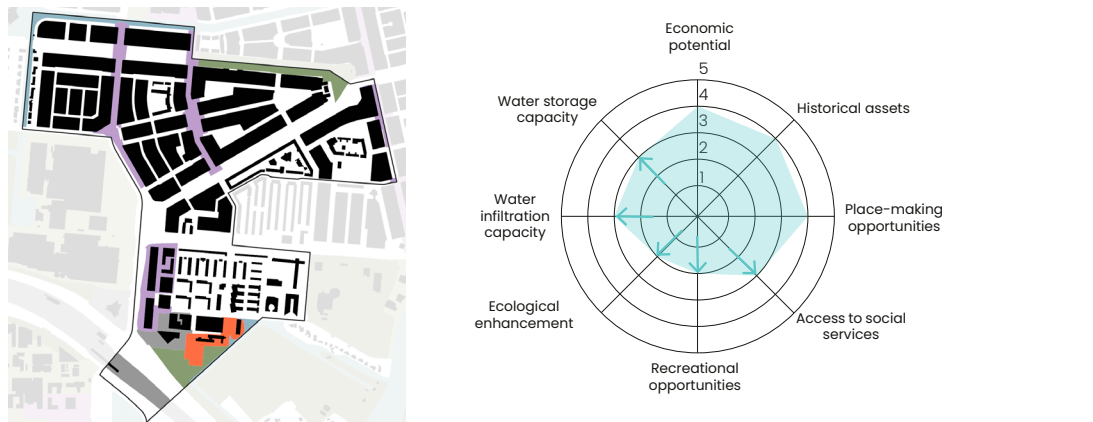 Economic
potential
5
4
3
2
1
Water storage
capacity
Historical assets
Water
infiltration
capacity
Place-making
opportunities
Ecological
enhancement
Access to social
services
Recreational
opportunities